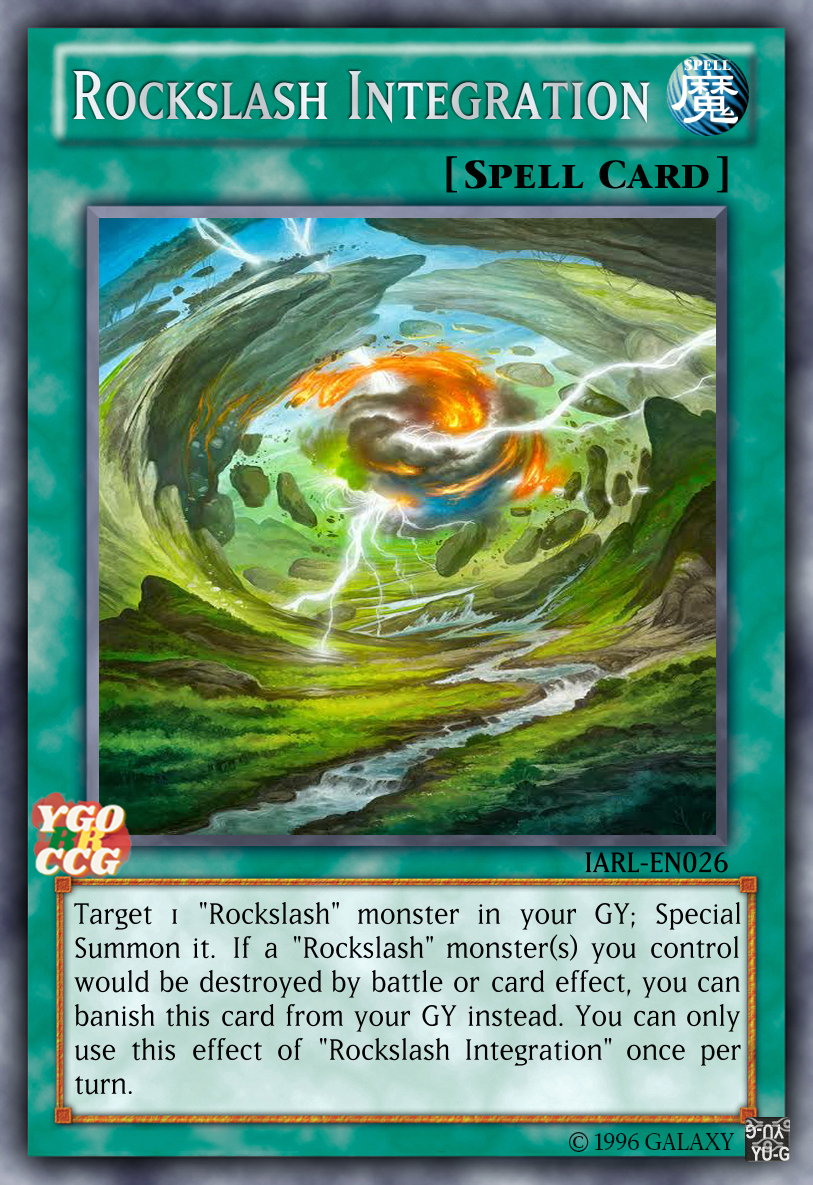 ROCKSLASH INTEGRATION
SPELL
魔
[SPELL CARD]
YGO
RR
CCG
IARL-EN026
Target 1 "Rockslash" monster in your GY; Special
Summon it. If a "Rockslash" monster(s) you control
would be destroyed by battle or card effect, you can
banish this card from your GY instead. You can only
use this effect of "Rockslash Integration" once per
turn.
© 1996 GALAXY
YU-G